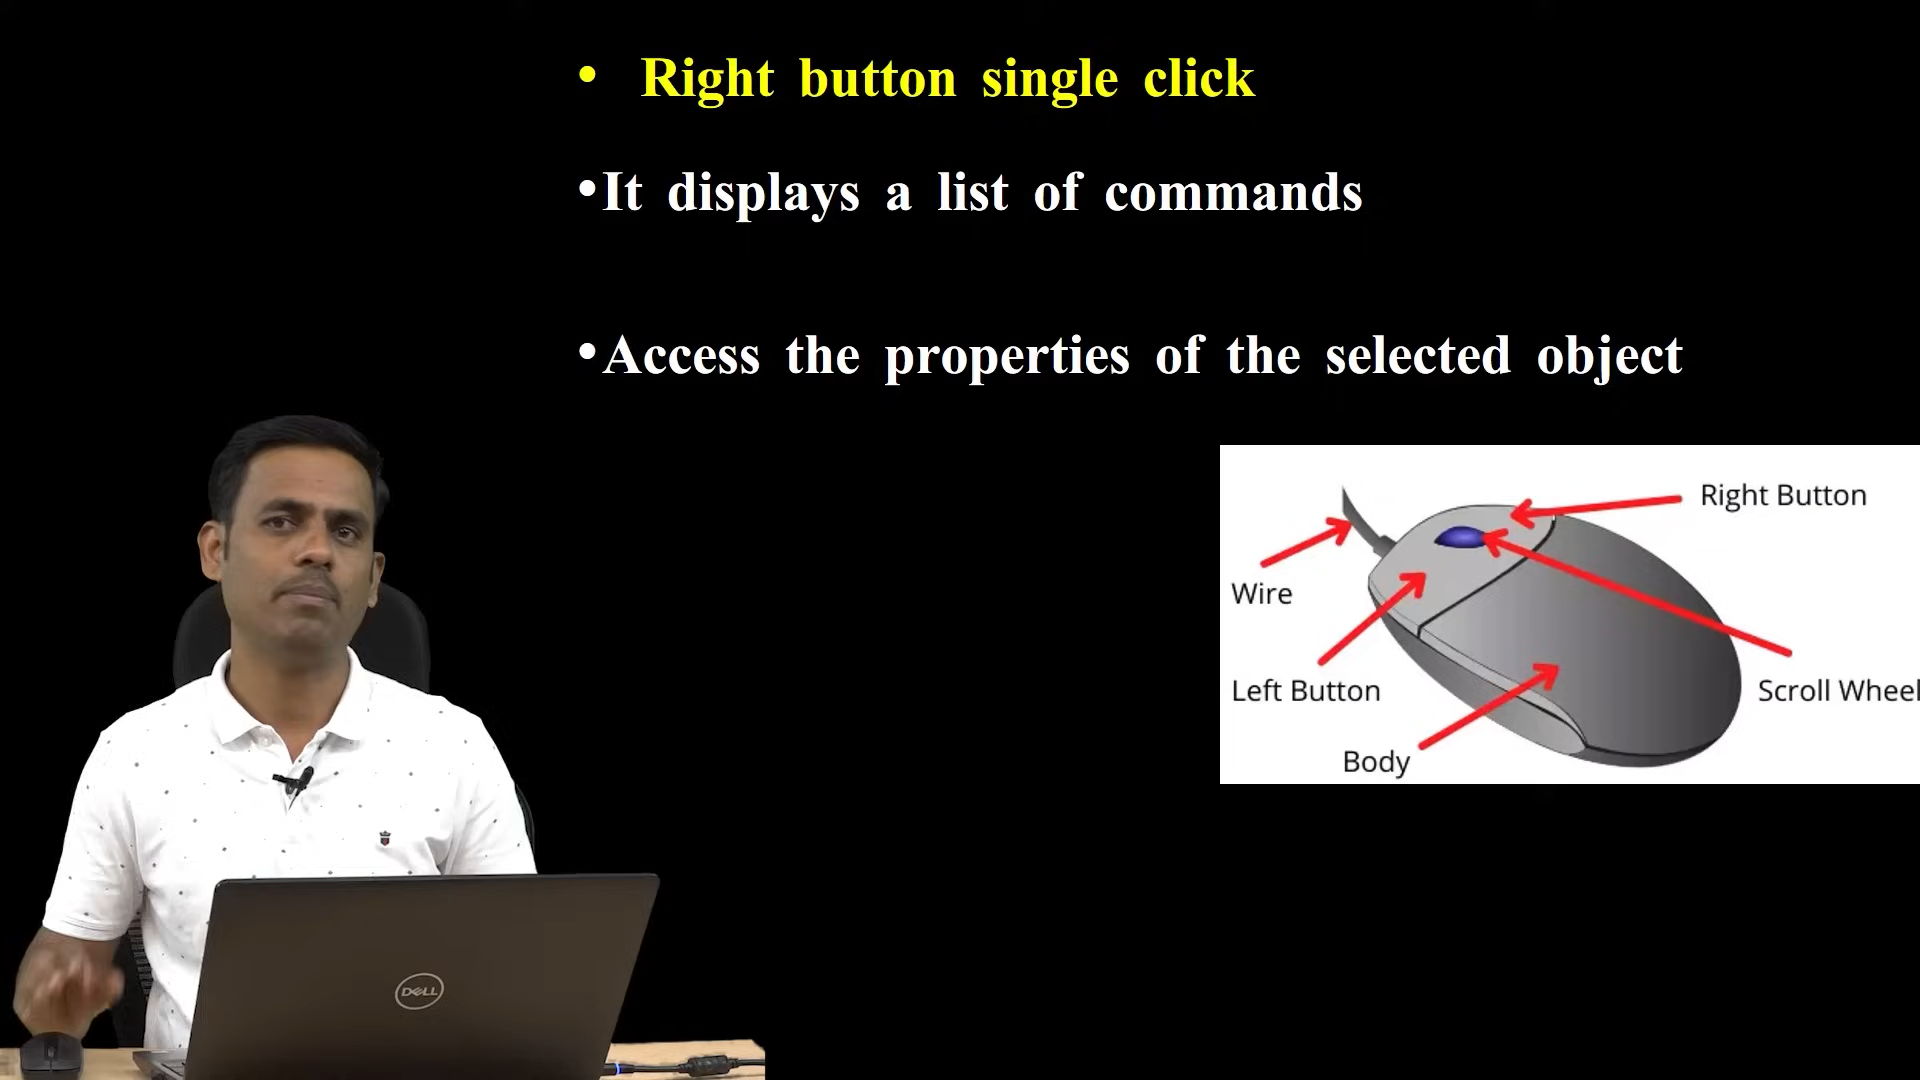 • Right button single click
•It displays a list of commands
•Access the properties of the selected object
Right Button
Wire
Left Button
Scroll Wheel
Body
DELL